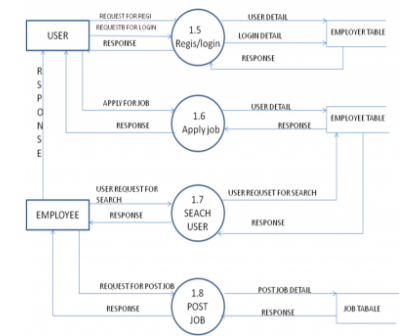 REQUEST FOR REGI
REQUESTB FOR LOGIN
RESPONSE
USER
1.5
Regis/login
USER DETAIL
LOGIN DETAIL
RESPONSE
EMPLOYER TABLE
RSPONSE
APPLY FOR JOB
RESPONSE
1.6
Apply job
USER DETAIL
RESPONSE
EMPLOYEE TABLE
EMPLOYEE
USER REQUEST FOR
SEARCH
RESPONSE
1.7
SEACH
USER
USER REQUSET FOR SEARCH
RESPONSE
REQUEST FOR POST JOB
RESPONSE
1.8
POST
JOB
POST JOB DETAIL
RESPONSE
JOB TABALE